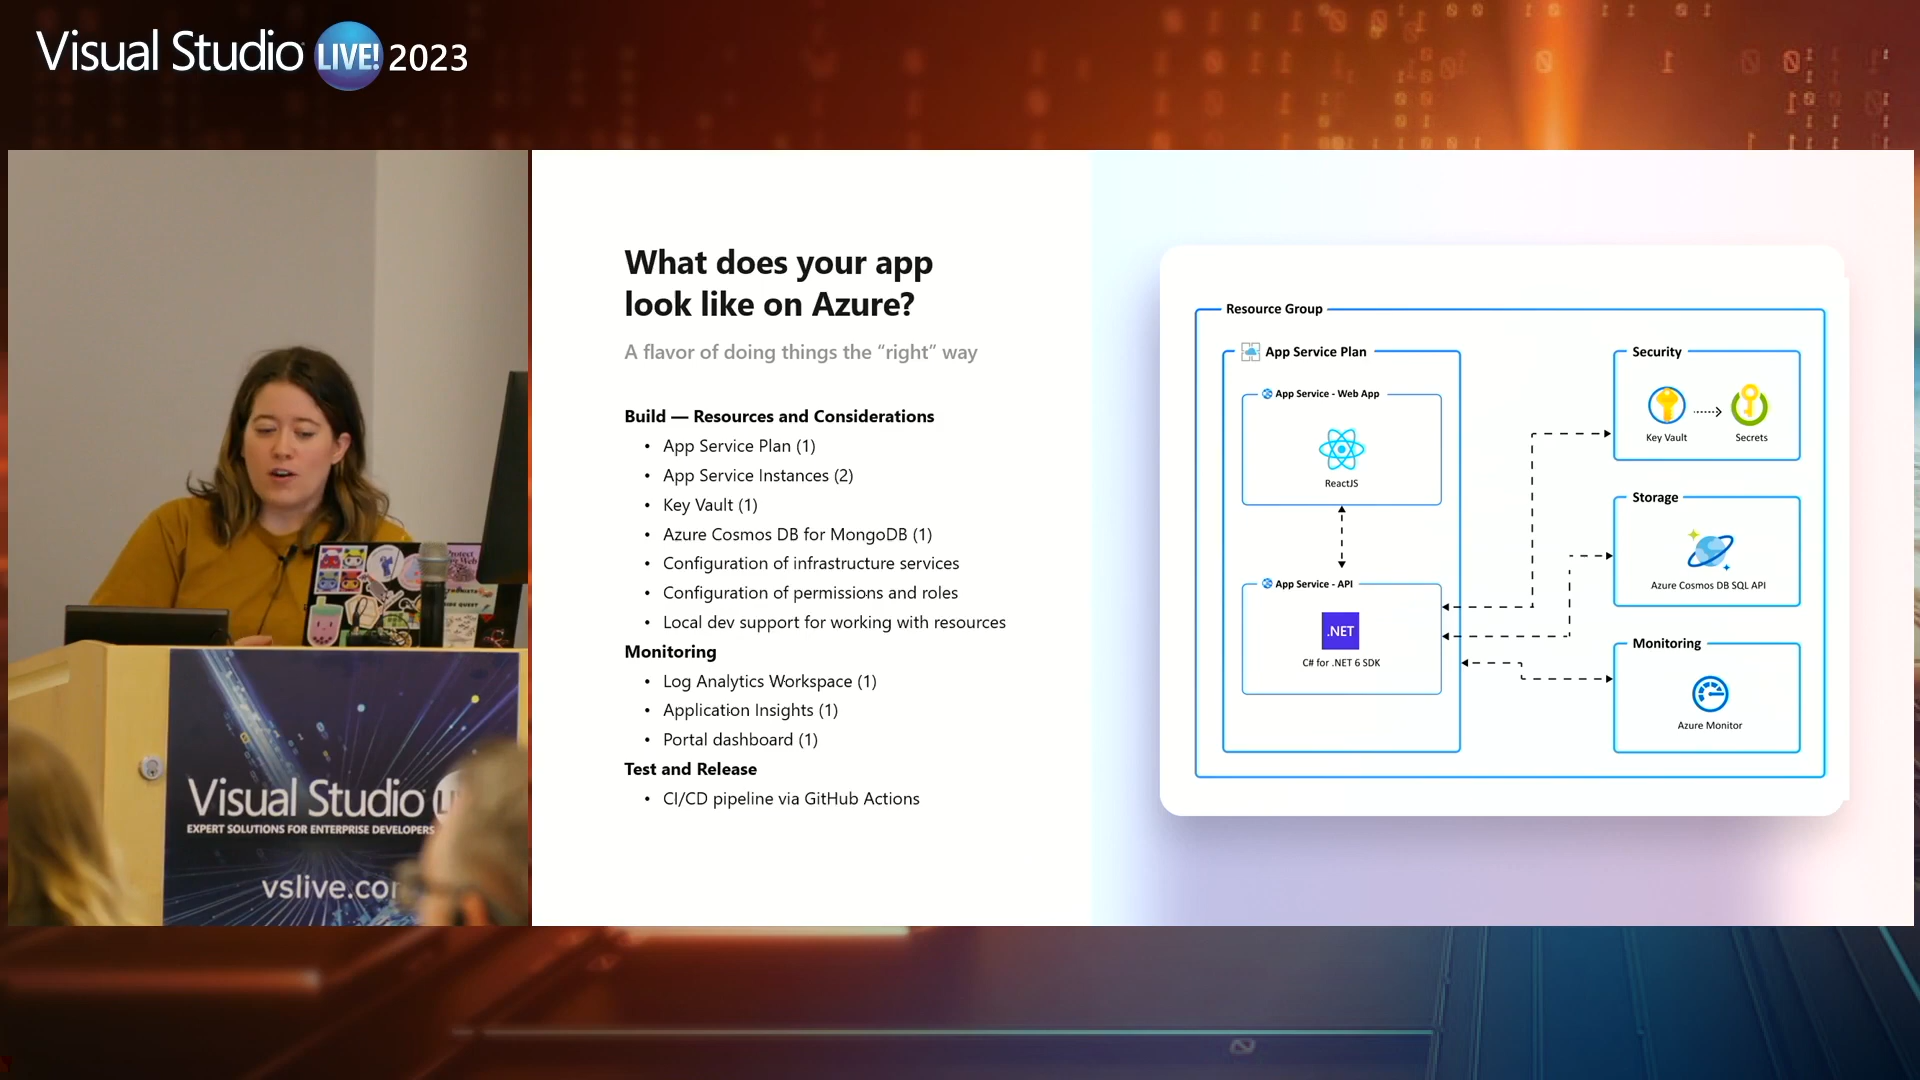 Visual Studio LIVE! 2023
What does your app
look like on Azure?
A flavor of doing things the “right” way
Build — Resources and Considerations
• App Service Plan (1)
• App Service Instances (2)
• Key Vault (1)
• Azure Cosmos DB for MongoDB (1)
• Configuration of infrastructure services
• Configuration of permissions and roles
• Local dev support for working with resources
Monitoring
• Log Analytics Workspace (1)
• Application Insights (1)
• Portal dashboard (1)
Test and Release
• CI/CD pipeline via GitHub Actions
Resource Group
App Service Plan
App Service - Web App
ReactJS
App Service - API
.NET
C# for .NET 6 SDK
Security
Key Vault
Secrets
Storage
Azure Cosmos DB SQL API
Monitoring
Azure Monitor
Visual Studio
EXPERT SOLUTIONS FOR ENTERPRISE DEVELOPERS
vslive.com